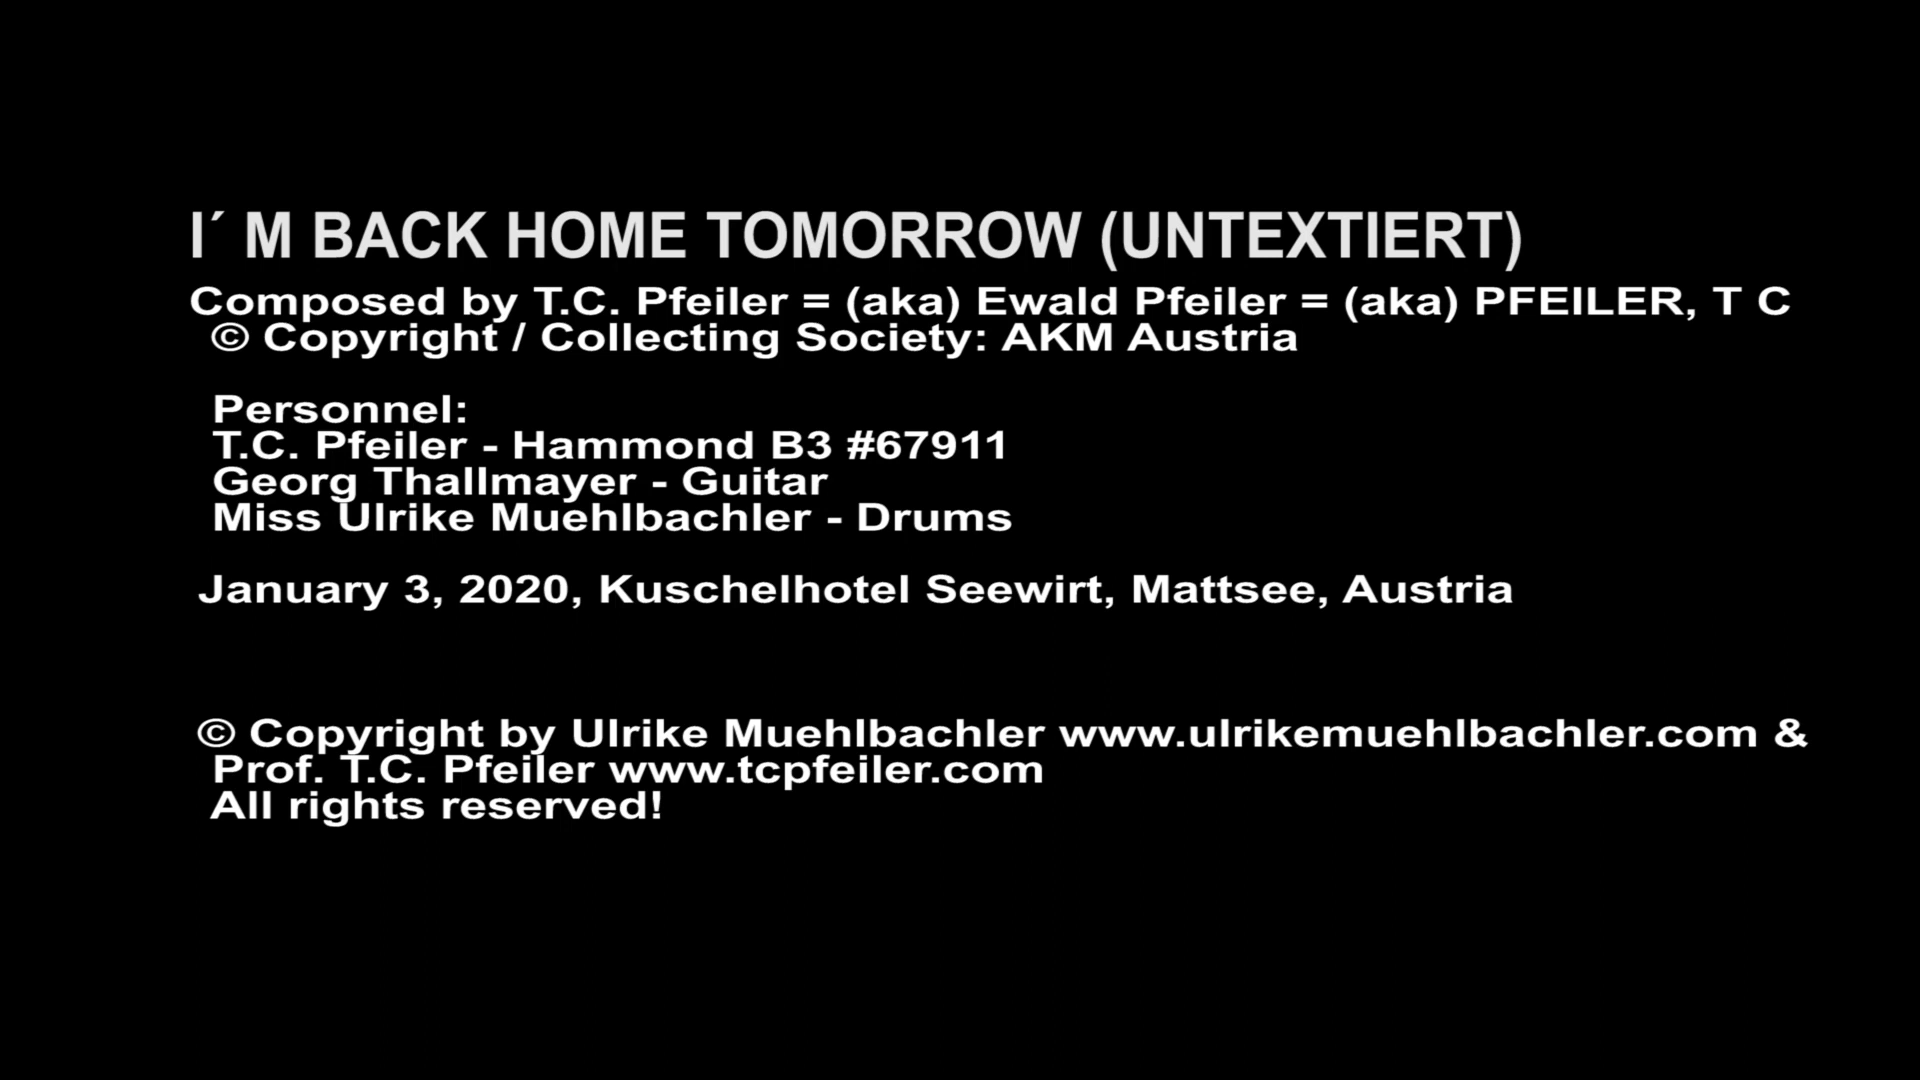 I´ M BACK HOME TOMORROW (UNTEXTIERT)
Composed by T.C. Pfeiler = (aka) Ewald Pfeiler = (aka) PFEILER, T C
© Copyright / Collecting Society: AKM Austria
Personnel:
T.C. Pfeiler - Hammond B3 #67911
Georg Thallmayer - Guitar
Miss Ulrike Muehlbachler - Drums
January 3, 2020, Kuschelhotel Seewirt, Mattsee, Austria
© Copyright by Ulrike Muehlbachler www.ulrikemuehlbachler.com &
Prof. T.C. Pfeiler www.tcpfeiler.com
All rights reserved!